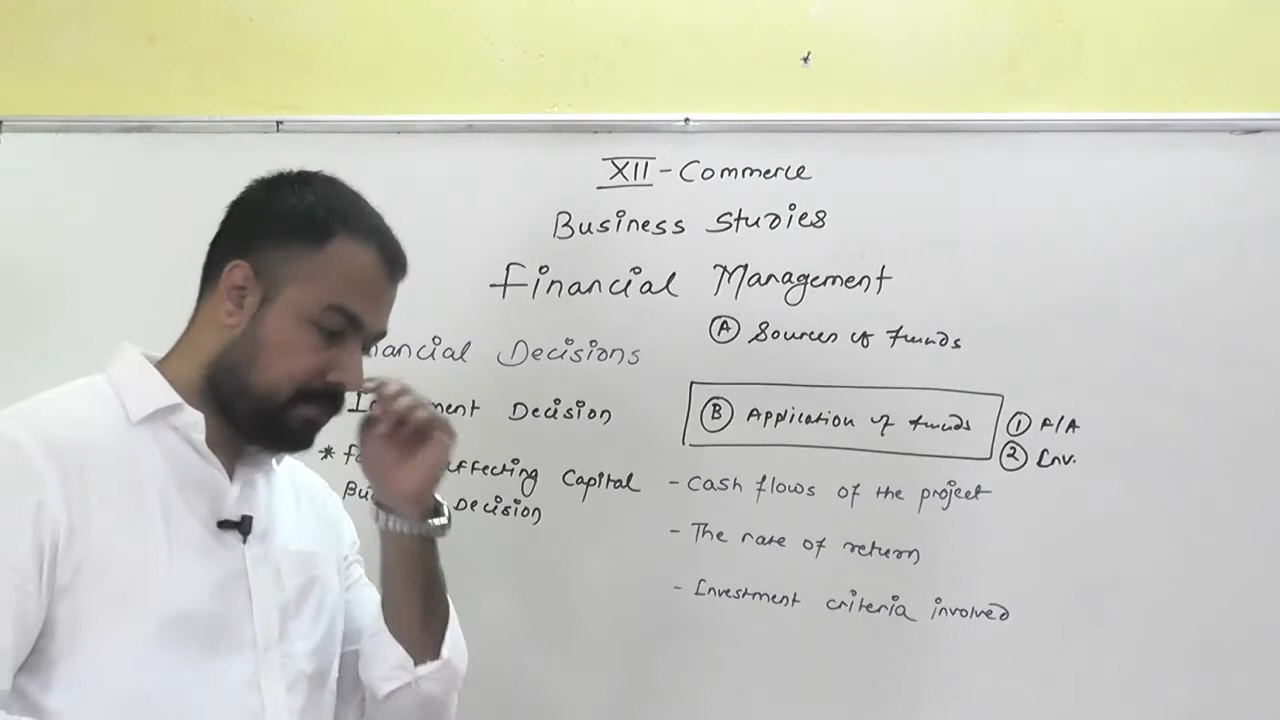 XII - Commerce
Business Studies
Financial Management
(A) Sources of funds
nancial Decisions
(B) Application of funds
(1) F/A
(2) Inv.
ment Decision
* ffecting Capital
Decision
- Cash flows of the project
- The rate of return
- Investment criteria involved